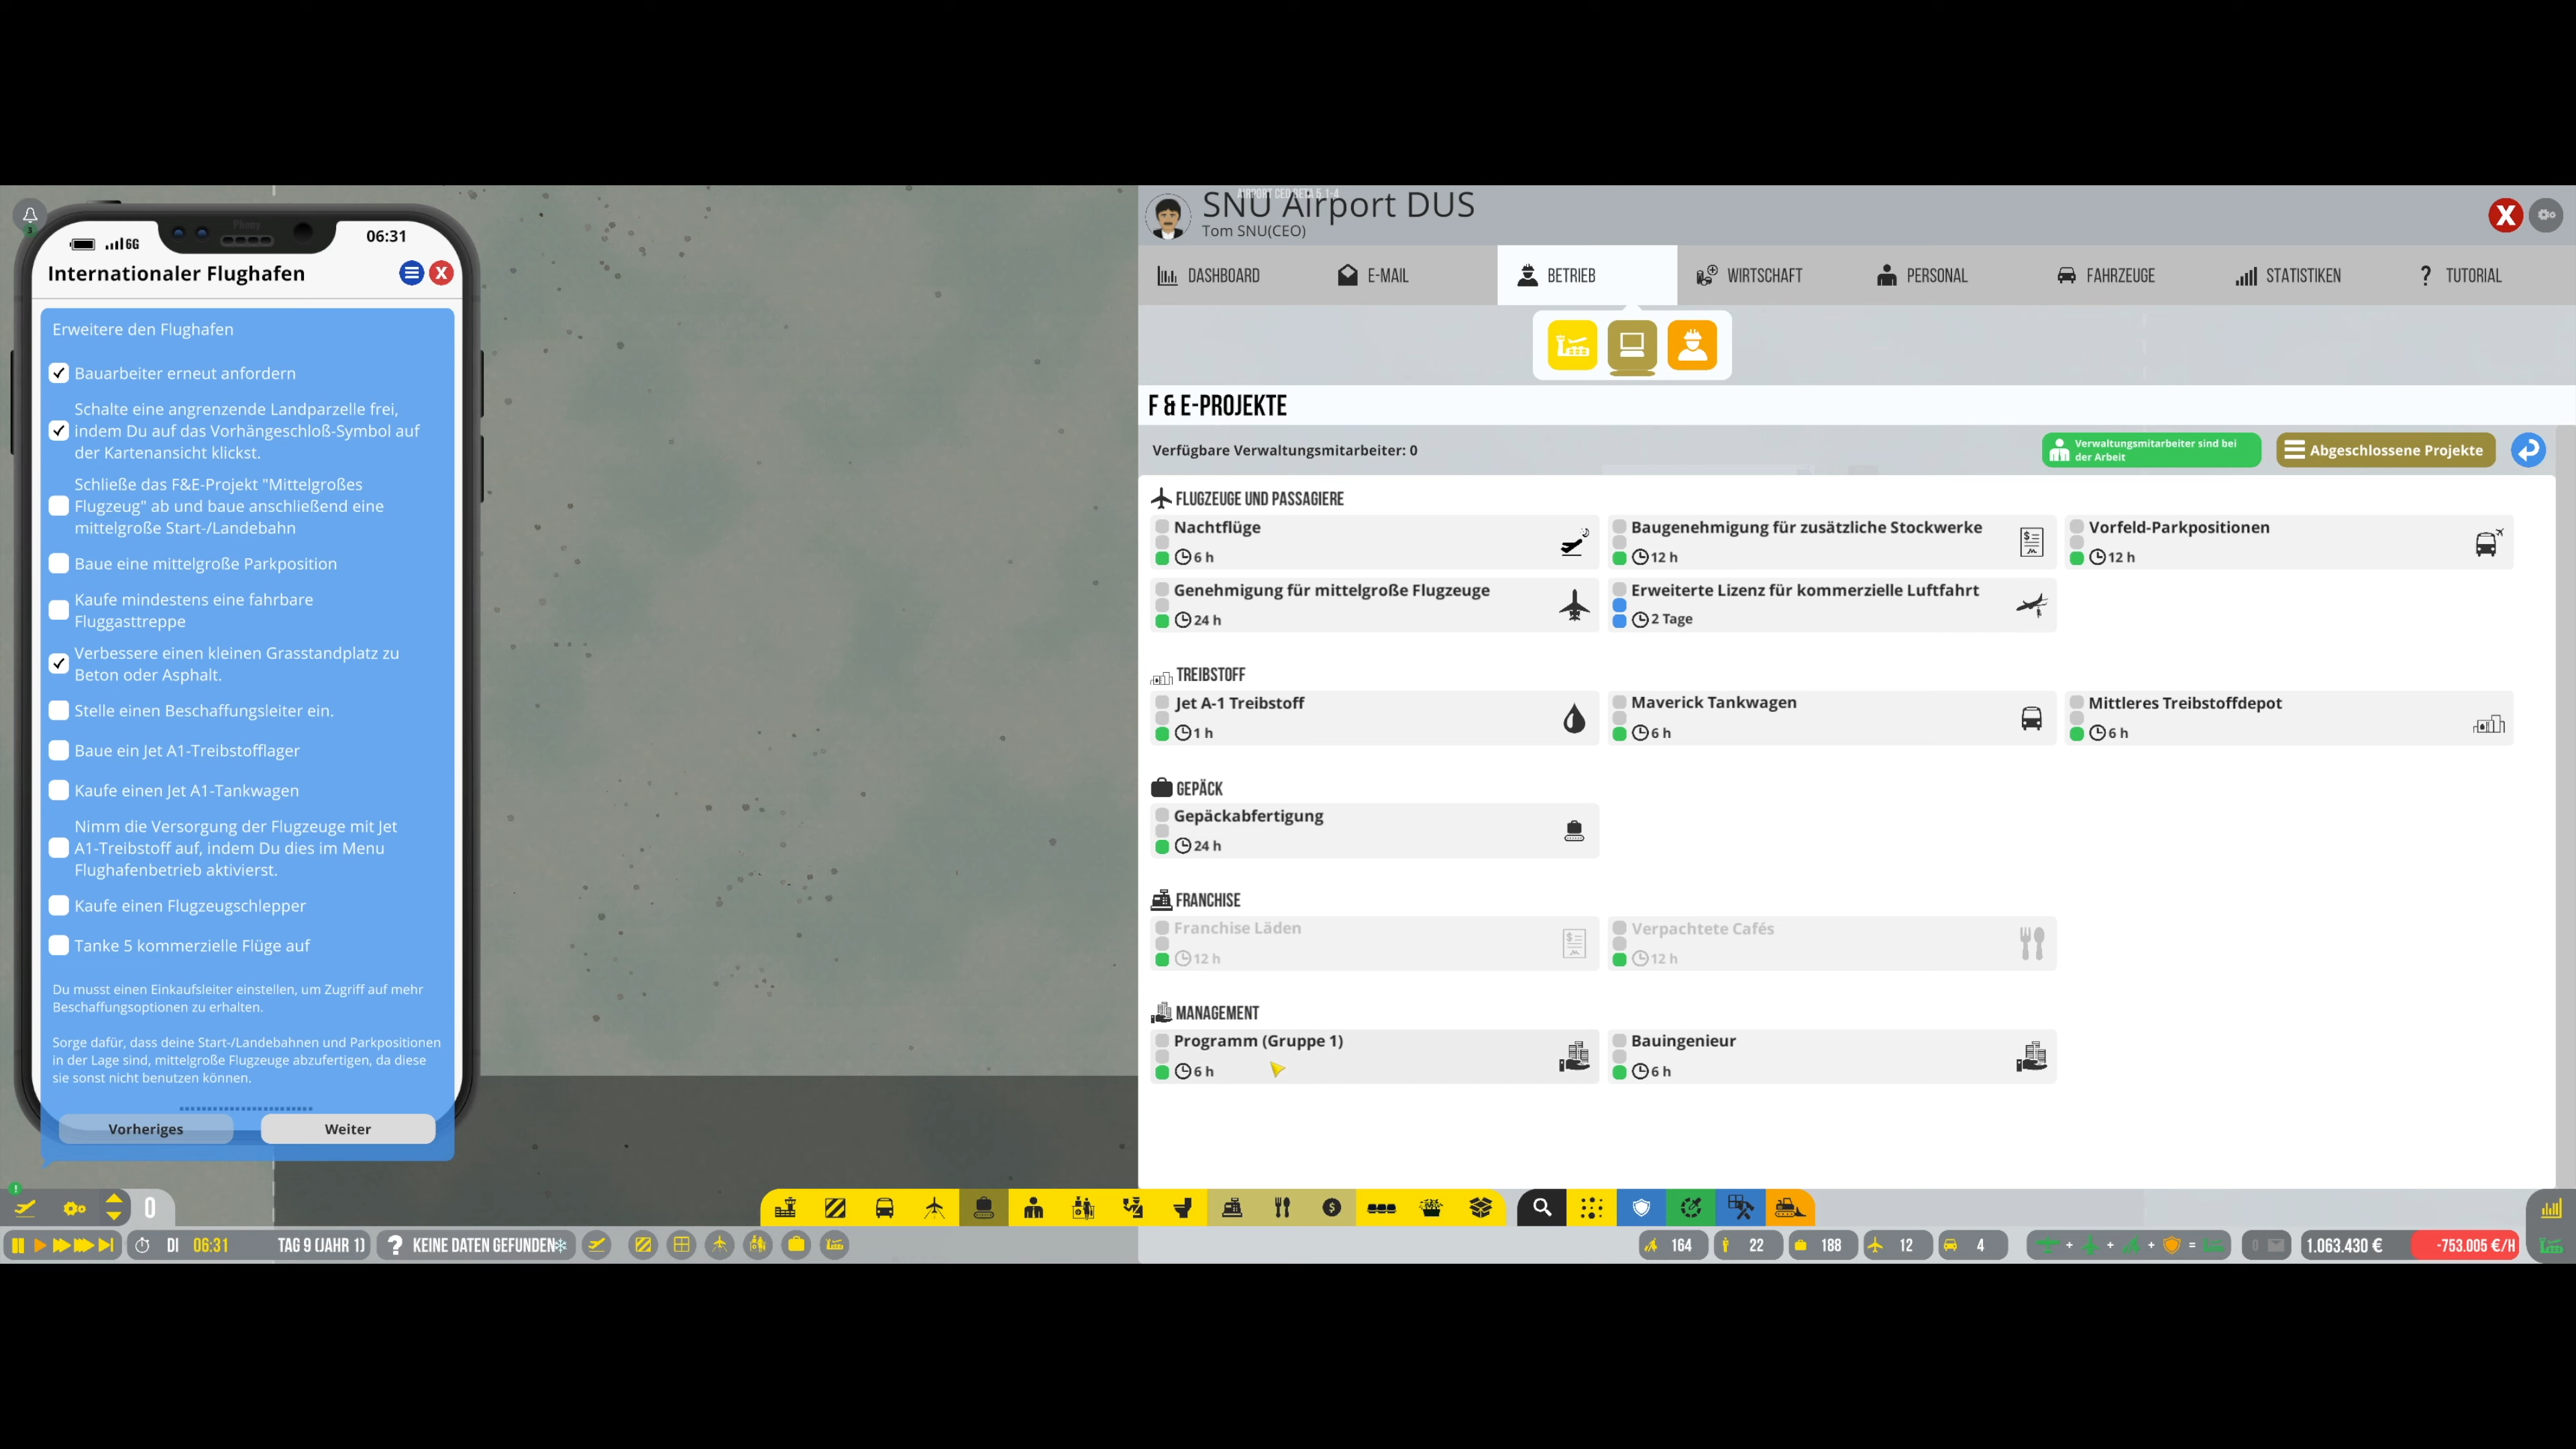 6G
06:31
Internationaler Flughafen
Erweitere den Flughafen
Bauarbeiter erneut anfordern
Schalte eine angrenzende Landparzelle frei,
indem Du auf das Vorhängeschloß-Symbol auf
der Kartenansicht klickst.
Schließe das F&E-Projekt "Mittelgroßes
Flugzeug" ab und baue anschließend eine
mittelgroße Start-/Landebahn
Baue eine mittelgroße Parkposition
Kaufe mindestens eine fahrbare
Fluggasttreppe
Verbessere einen kleinen Grasstandplatz zu
Beton oder Asphalt.
Stelle einen Beschaffungsleiter ein.
Baue ein Jet A1-Treibstofflager
Kaufe einen Jet A1-Tankwagen
Nimm die Versorgung der Flugzeuge mit Jet
A1-Treibstoff auf, indem Du dies im Menu
Flughafenbetrieb aktivierst.
Kaufe einen Flugzeugschlepper
Tanke 5 kommerzielle Flüge auf
Du musst einen Einkaufsleiter einstellen, um Zugriff auf mehr
Beschaffungsoptionen zu erhalten.
Sorge dafür, dass deine Start-/Landebahnen und Parkpositionen
in der Lage sind, mittelgroße Flugzeuge abzufertigen, da diese
sie sonst nicht benutzen können.
Vorheriges
Weiter
SNU Airport DUS
Tom SNU(CEO)
DASHBOARD
E-MAIL
BETRIEB
WIRTSCHAFT
PERSONAL
FAHRZEUGE
STATISTIKEN
? TUTORIAL
F & E-PROJEKTE
Verfügbare Verwaltungsmitarbeiter: 0
Verwaltungsmitarbeiter sind bei
der Arbeit
Abgeschlossene Projekte
FLUGZEUGE UND PASSAGIERE
Nachtflüge
6 h
Baugenehmigung für zusätzliche Stockwerke
12 h
Vorfeld-Parkpositionen
12 h
Genehmigung für mittelgroße Flugzeuge
24 h
Erweiterte Lizenz für kommerzielle Luftfahrt
2 Tage
TREIBSTOFF
Jet A-1 Treibstoff
1 h
Maverick Tankwagen
6 h
Mittleres Treibstoffdepot
6 h
GEPÄCK
Gepäckabfertigung
24 h
FRANCHISE
Franchise Läden
12 h
Verpachtete Cafés
12 h
MANAGEMENT
Programm (Gruppe 1)
6 h
Bauingenieur
6 h
0
DI 06:31 TAG 9 (JAHR 1)
? KEINE DATEN GEFUNDEN
164
22
188
12
4
+ + + =
0
1.063.430 €
-753.005 €/H